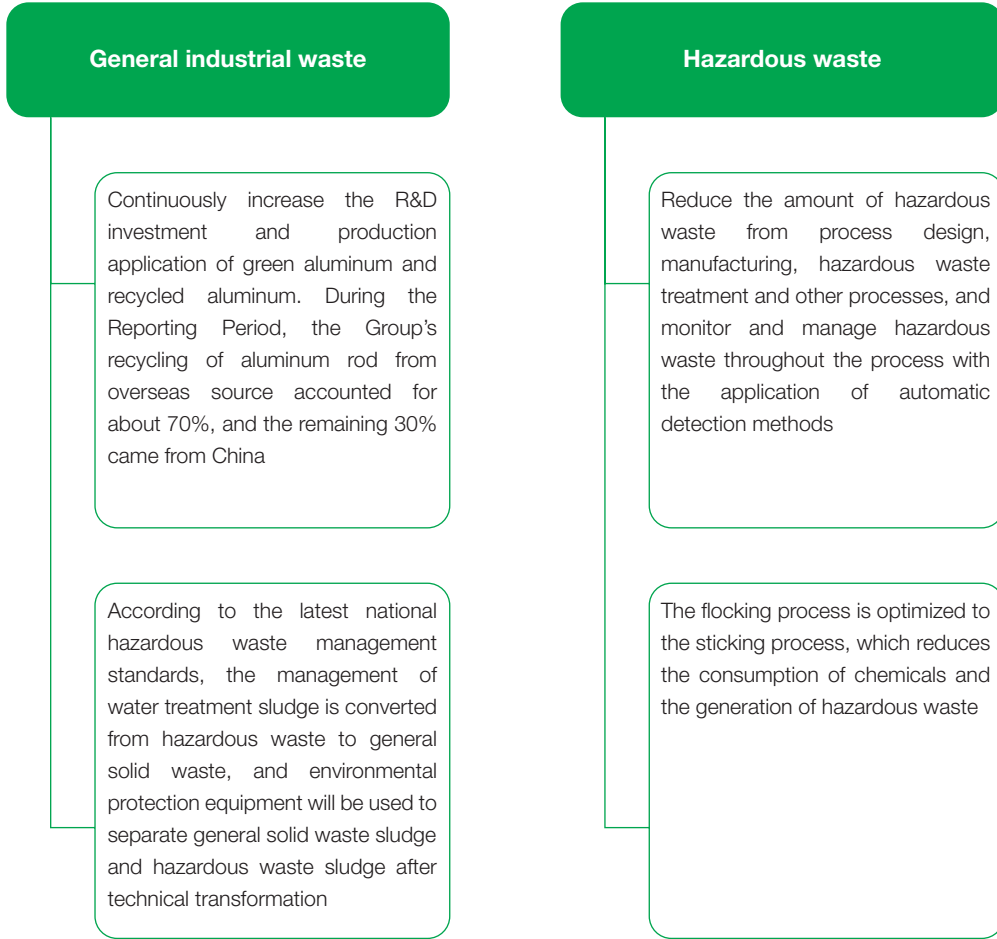 General industrial waste
Continuously increase the R&D
investment and production
application of green aluminum and
recycled aluminum. During the
Reporting Period, the Group's
recycling of aluminum rod from
overseas source accounted for
about 70%, and the remaining 30%
came from China
According to the latest national
hazardous waste management
standards, the management of
water treatment sludge is converted
from hazardous waste to general
solid waste, and environmental
protection equipment will be used to
separate general solid waste sludge
and hazardous waste sludge after
technical transformation
Hazardous waste
Reduce the amount of hazardous
waste from process design,
manufacturing, hazardous waste
treatment and other processes, and
monitor and manage hazardous
waste throughout the process with
the application of automatic
detection methods
The flocking process is optimized to
the sticking process, which reduces
the consumption of chemicals and
the generation of hazardous waste